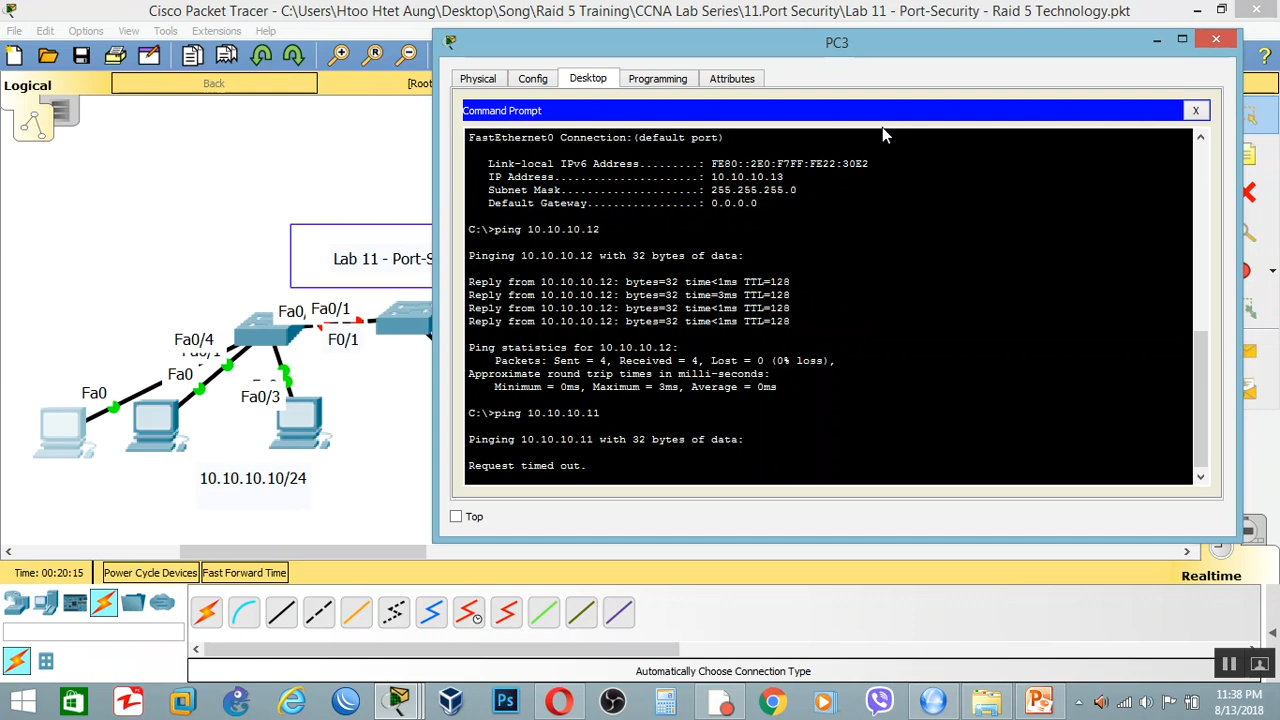 Cisco Packet Tracer - C:\Users\Htoo Htet Aung\Desktop\Song\Raid 5 Training\CCNA Lab Series\11.Port Security\Lab 11 - Port-Security - Raid 5 Technology.pkt
File Edit Options View Tools Extensions Help
PC3
Logical
Back
[Root
Physical Config Desktop Programming Attributes
Command Prompt
X
FastEthernet0 Connection:(default port)
Link-local IPv6 Address.........: FE80::2E0:F7FF:FE22:30E2
IP Address......................: 10.10.10.13
Subnet Mask.....................: 255.255.255.0
Default Gateway.................: 0.0.0.0
C:\>ping 10.10.10.12
Pinging 10.10.10.12 with 32 bytes of data:
Reply from 10.10.10.12: bytes=32 time<1ms TTL=128
Reply from 10.10.10.12: bytes=32 time=3ms TTL=128
Reply from 10.10.10.12: bytes=32 time<1ms TTL=128
Reply from 10.10.10.12: bytes=32 time<1ms TTL=128
Ping statistics for 10.10.10.12:
Packets: Sent = 4, Received = 4, Lost = 0 (0% loss),
Approximate round trip times in milli-seconds:
Minimum = 0ms, Maximum = 3ms, Average = 0ms
C:\>ping 10.10.10.11
Pinging 10.10.10.11 with 32 bytes of data:
Request timed out.
Top
Lab 11 - Port-S
Fa0/1
F0/1
Fa0/4
Fa0
Fa0
Fa0/3
10.10.10.10/24
Time: 00:20:15
Power Cycle Devices
Fast Forward Time
Realtime
Automatically Choose Connection Type
11:38 PM
8/13/2018